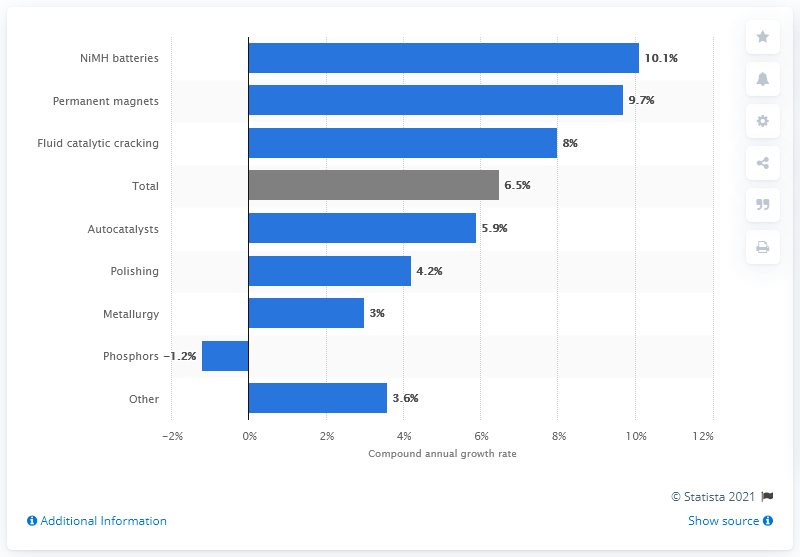 NiMH batteries 10.1%
Permanent magnets 9.7%
Fluid catalytic cracking 8%
Total 6.5%
Autocatalysts 5.9%
Polishing 4.2%
Metallurgy 3%
Phosphors −1.2%
Other 3.6%
−2% 0% 2% 4% 6% 8% 10% 12%
Compound annual growth rate
© Statista 2021
Additional Information Show source